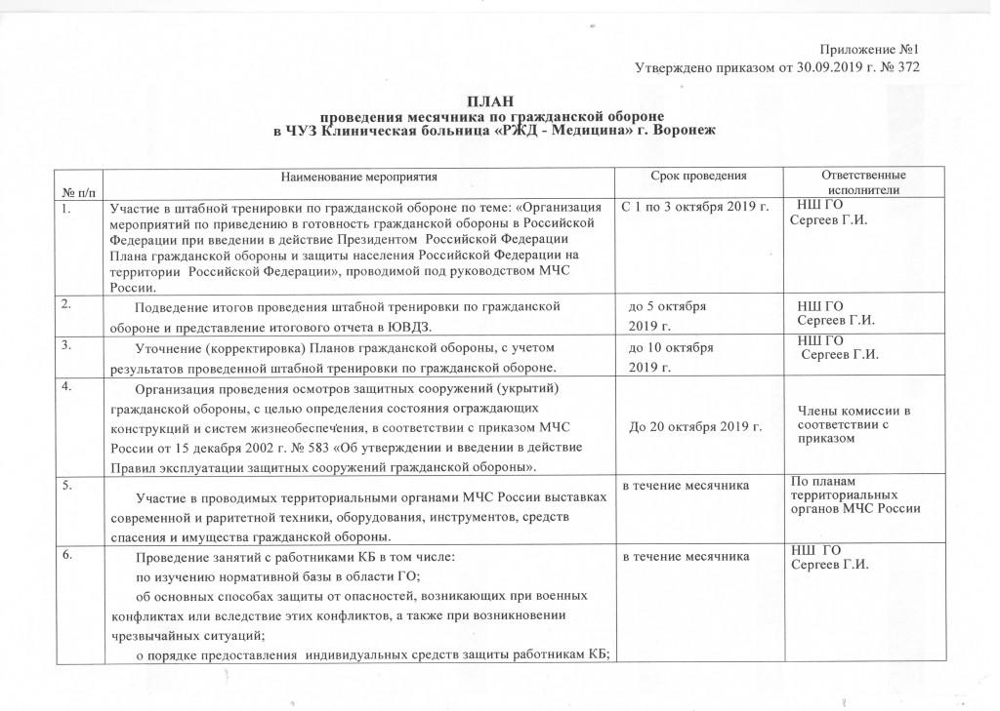 Приложение №1
Утверждено приказом от 30.09.2019 г. № 372
ПЛАН
проведения месячника по гражданской обороне
в ЧУЗ Клиническая больница «РЖД - Медицина» г. Воронеж
№ п/п
Наименование мероприятия
Срок проведения
Ответственные
исполнители
1.
Участие в штабной тренировки по гражданской обороне по теме: «Организация
мероприятий по приведению в готовность гражданской обороны в Российской
Федерации при введении в действие Президентом Российской Федерации
Плана гражданской обороны и защиты населения Российской Федерации на
территории Российской Федерации», проводимой под руководством МЧС
России.
С 1 по 3 октября 2019 г.
НШ ГО
Сергеев Г.И.
2.
Подведение итогов проведения штабной тренировки по гражданской
обороне и представление итогового отчета в ЮВДЗ.
до 5 октября
2019 г.
НШ ГО
Сергеев Г.И.
3.
Уточнение (корректировка) Планов гражданской обороны, с учетом
результатов проведенной штабной тренировки по гражданской обороне.
до 10 октября
2019 г.
НШ ГО
Сергеев Г.И.
4.
Организация проведения осмотров защитных сооружений (укрытий)
гражданской обороны, с целью определения состояния ограждающих
конструкций и систем жизнеобеспечения, в соответствии с приказом МЧС
России от 15 декабря 2002 г. № 583 «Об утверждении и введении в действие
Правил эксплуатации защитных сооружений гражданской обороны».
До 20 октября 2019 г.
Члены комиссии в
соответствии с
приказом
5.
Участие в проводимых территориальными органами МЧС России выставках
современной и раритетной техники, оборудования, инструментов, средств
спасения и имущества гражданской обороны.
в течение месячника
По планам
территориальных
органов МЧС России
6.
Проведение занятий с работниками КБ в том числе:
по изучению нормативной базы в области ГО;
об основных способах защиты от опасностей, возникающих при военных
конфликтах или вследствие этих конфликтов, а также при возникновении
чрезвычайных ситуаций;
о порядке предоставления индивидуальных средств защиты работникам КБ;
в течение месячника
НШ ГО
Сергеев Г.И.